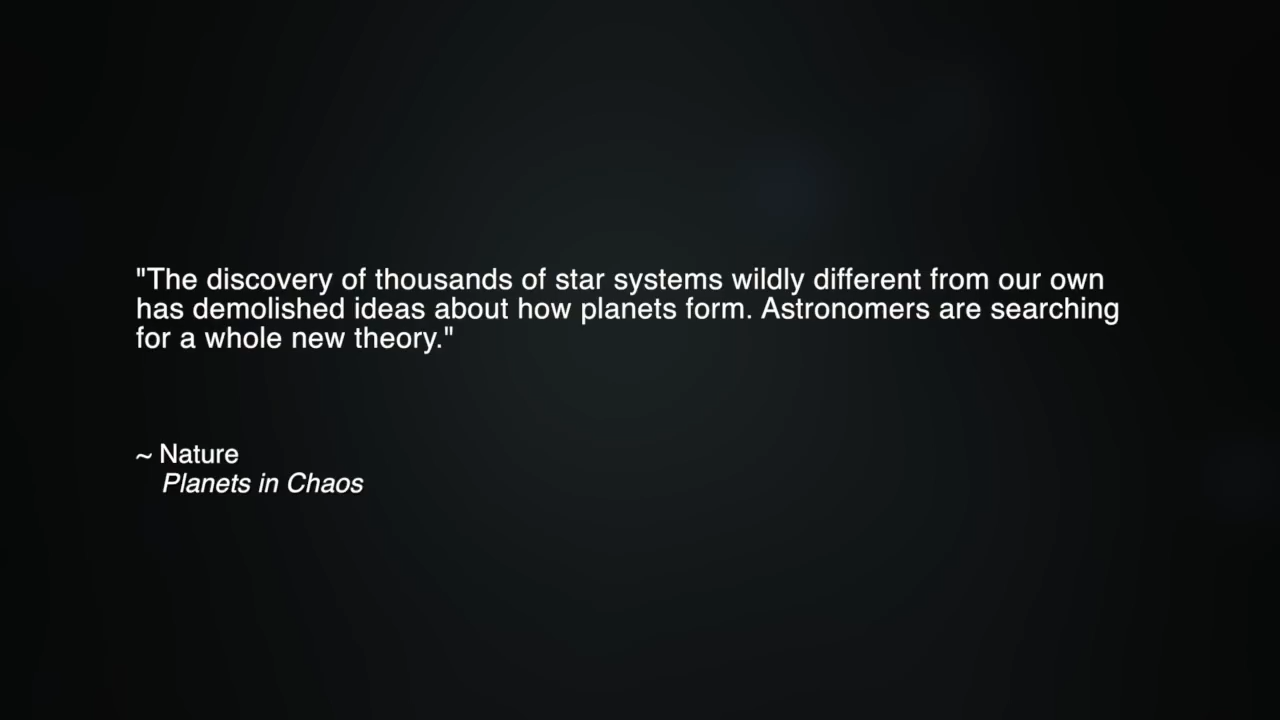 "The discovery of thousands of star systems wildly different from our own
has demolished ideas about how planets form. Astronomers are searching
for a whole new theory."
~ Nature
Planets in Chaos